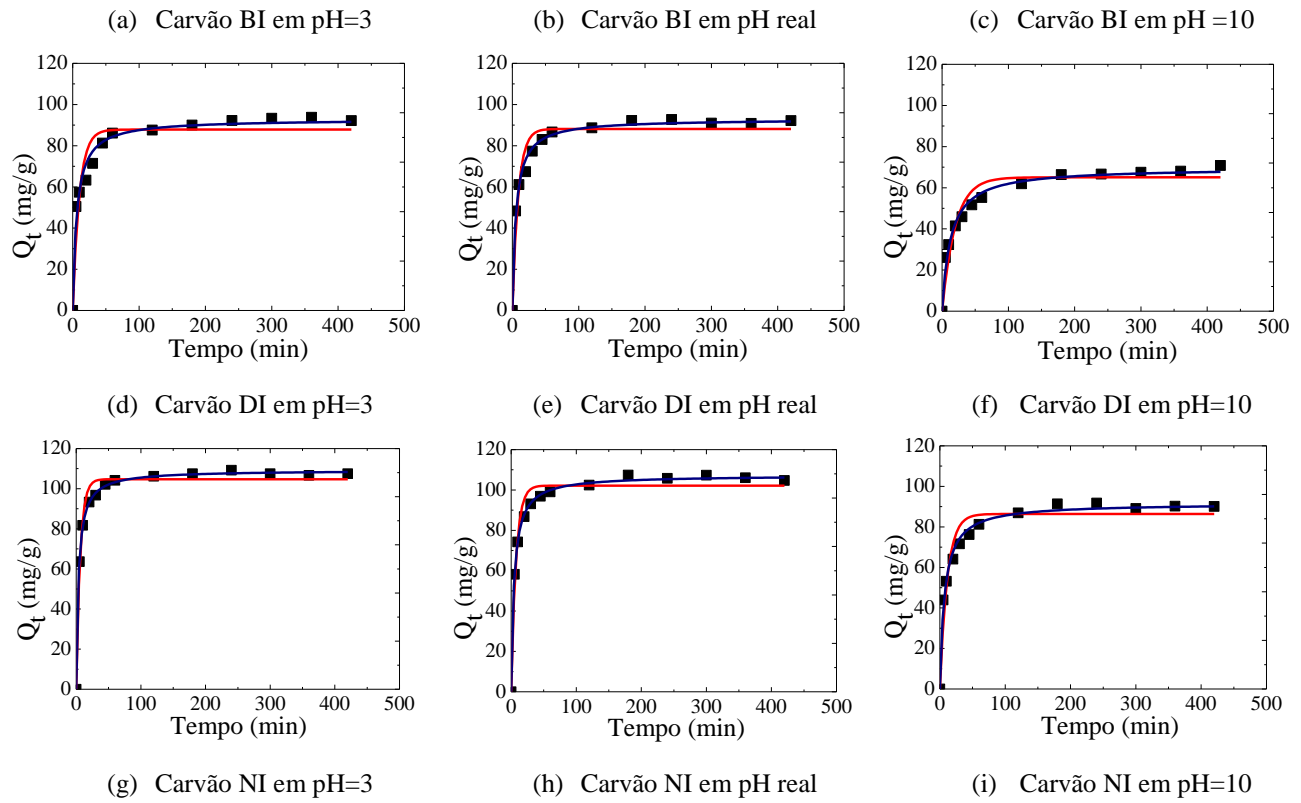 (a) Carvão BI em pH=3
(b) Carvão BI em pH real
(c) Carvão BI em pH =10
120
100
80
60
40
20
0
Qt (mg/g)
0 100 200 300 400 500
Tempo (min)
120
100
80
60
40
20
0
Qt (mg/g)
0 100 200 300 400 500
Tempo (min)
120
100
80
60
40
20
0
Qt (mg/g)
0 100 200 300 400 500
Tempo (min)
(d) Carvão DI em pH=3
(e) Carvão DI em pH real
(f) Carvão DI em pH=10
120
100
80
60
40
20
0
Qt (mg/g)
0 100 200 300 400 500
Tempo (min)
120
100
80
60
40
20
0
Qt (mg/g)
0 100 200 300 400 500
Tempo (min)
120
100
80
60
40
20
0
Qt (mg/g)
0 100 200 300 400 500
Tempo (min)
(g) Carvão NI em pH=3
(h) Carvão NI em pH real
(i) Carvão NI em pH=10